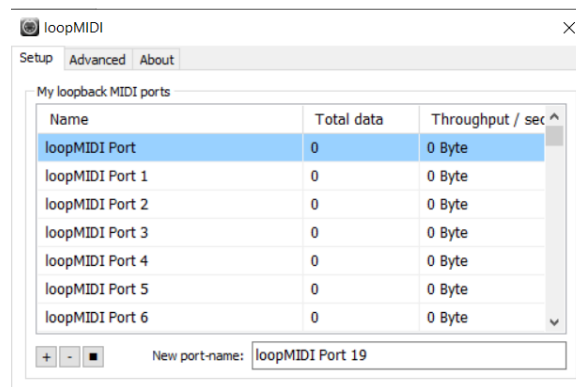 loopMIDI
Setup Advanced About
My loopback MIDI ports
Name Total data Throughput / sec
loopMIDI Port 0 0 Byte
loopMIDI Port 1 0 0 Byte
loopMIDI Port 2 0 0 Byte
loopMIDI Port 3 0 0 Byte
loopMIDI Port 4 0 0 Byte
loopMIDI Port 5 0 0 Byte
loopMIDI Port 6 0 0 Byte
+ - ■ New port-name: loopMIDI Port 19